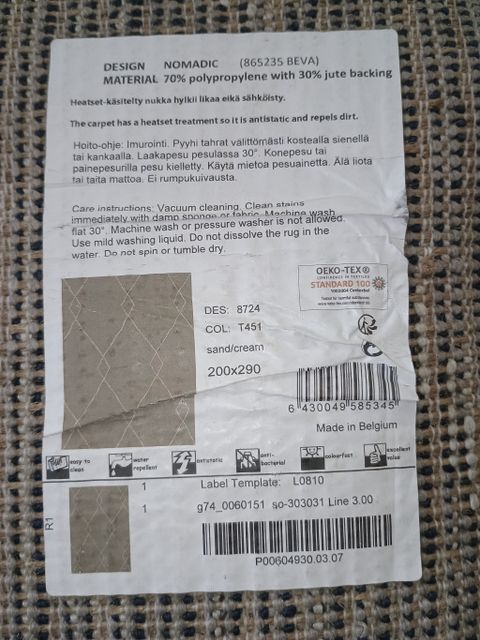 DESIGN NOMADIC (865235 BEVA)
MATERIAL 70% polypropylene with 30% jute backing
Heatset-käsitelty nukka hylkii likaa eikä sähköisty.
The carpet has a heatset treatment so it is antistatic and repels dirt.
Hoito-ohje: Imurointi. Pyyhi tahrat välittömästi kostealla sienellä
tai kankaalla. Laakapesu pesulassa 30°. Konepesu tai
painepesurilla pesu kielletty. Käytä mietoa pesuainetta. Älä liota
tai taita mattoa. Ei rumpukuivausta.
Care instructions: Vacuum cleaning. Clean stains
immediately with damp sponge or fabric. Machine wash
flat 30°. Machine wash or pressure washer is not allowed.
Use mild washing liquid. Do not dissolve the rug in the
water. Do not spin or tumble dry.
OEKO-TEX®
CONFIDENCE IN TEXTILES
STANDARD 100
DES: 8724
COL: T451
sand/cream
200x290
6 430049 585345
Made in Belgium
easy to clean
water repellent
antistatic
anti-bacterial
colourfast
excellent value
1 Label Template: L0810
1 g74_0060151 so-303031 Line 3.00
R1
P00604930.03.07